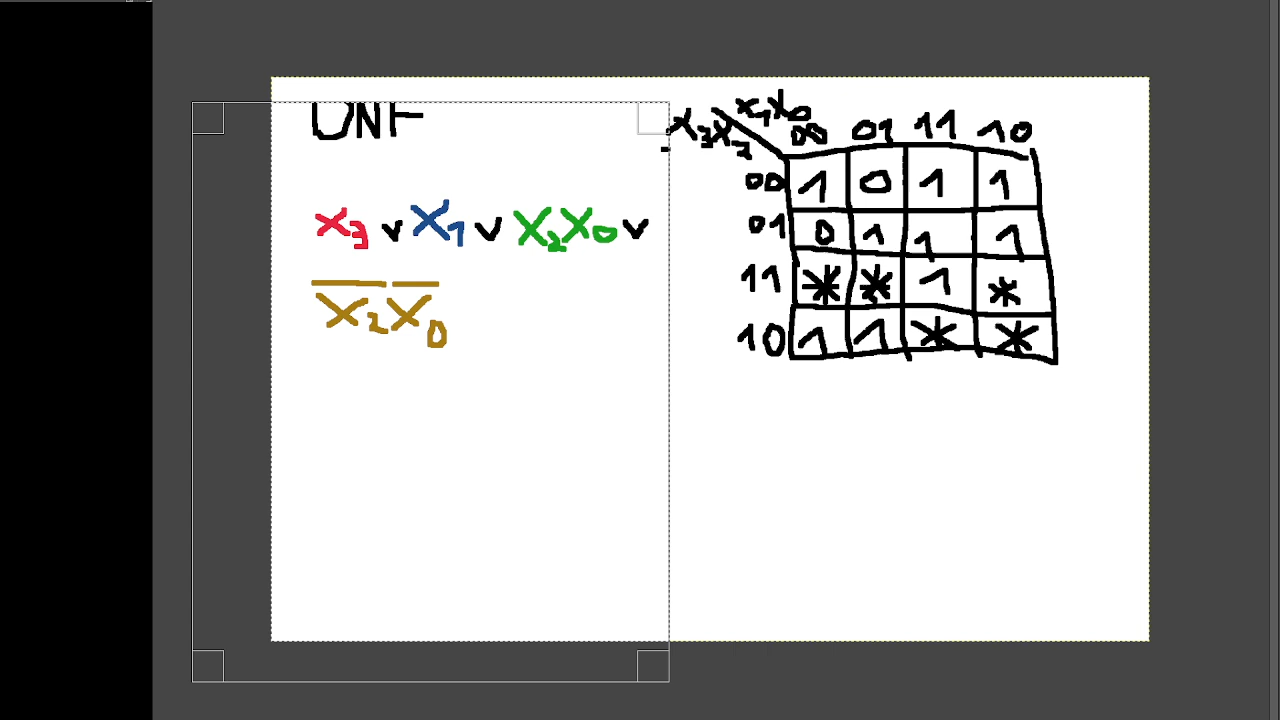 DNF
X₃ ∨ X₁ ∨ X₂X₀ ∨
X̅₂X̅₀
X₁X₀
X₃X₂
00 01 11 10
00 1 0 1 1
01 0 1 1 1
11 * * 1 *
10 1 1 * *